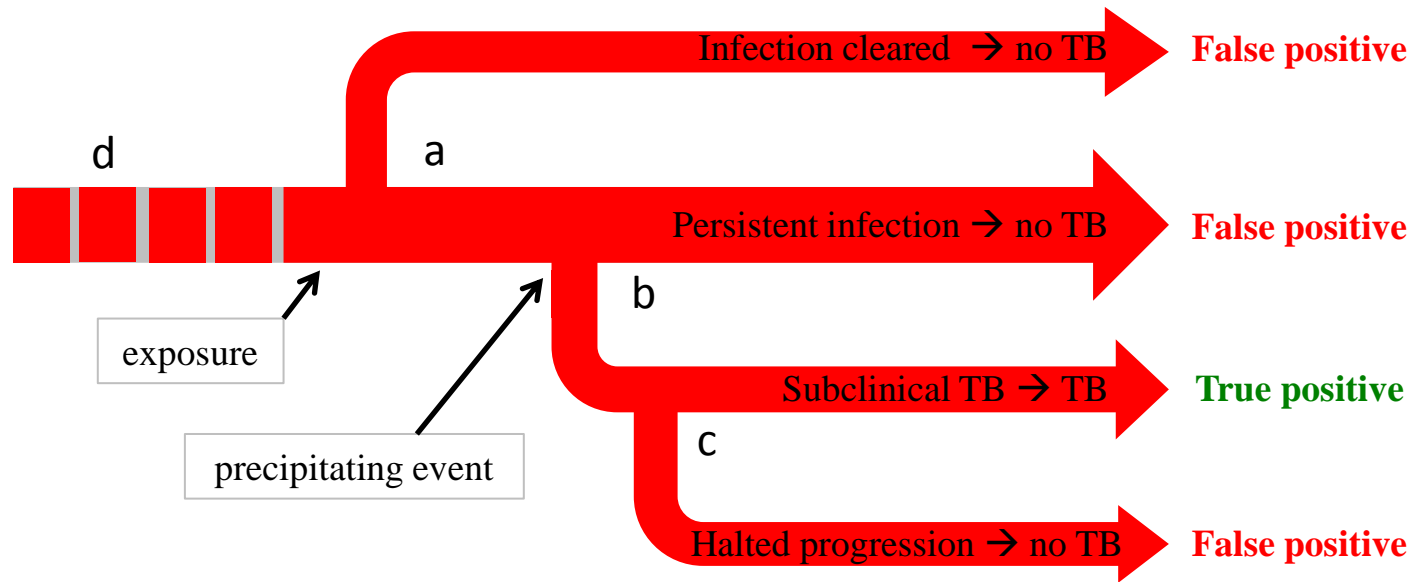 Infection cleared → no TB False positive
d
a
Persistent infection → no TB False positive
b
exposure
Subclinical TB → TB True positive
c
precipitating event
Halted progression → no TB False positive